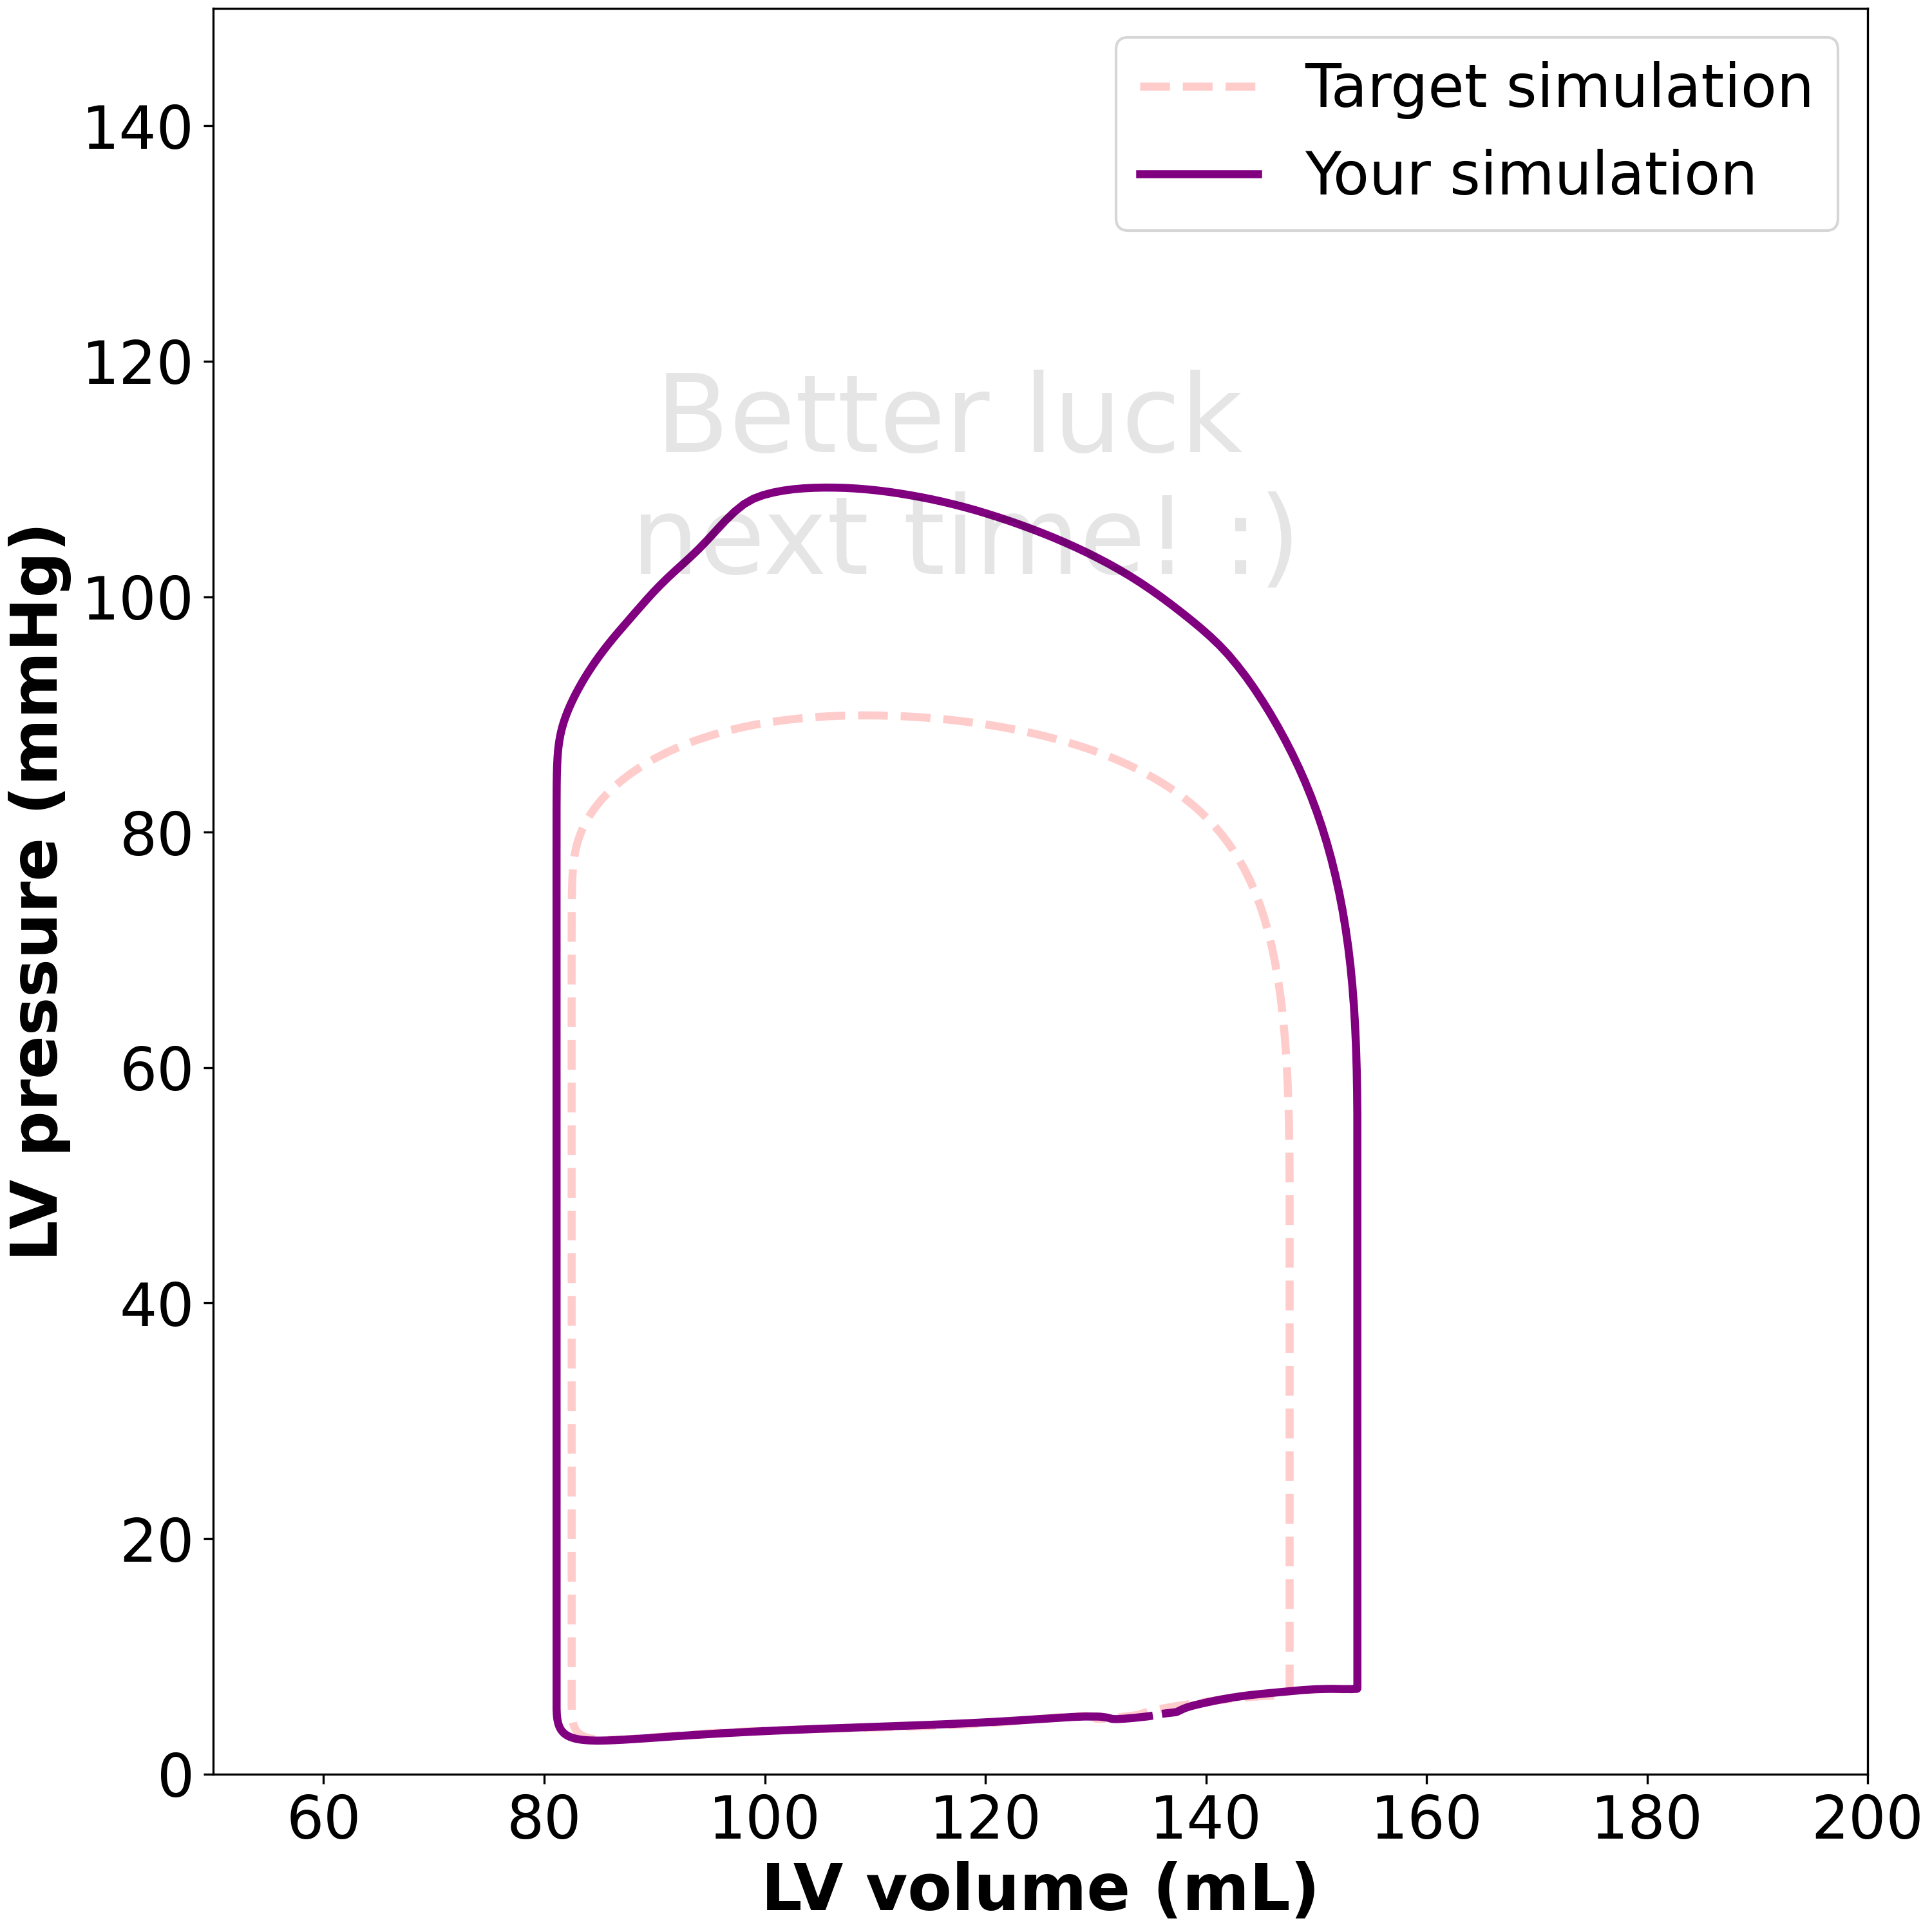 Target simulation
Your simulation
Better luck
next time! :)
LV pressure (mmHg)
140
120
100
80
60
40
20
0
60 80 100 120 140 160 180 200
LV volume (mL)